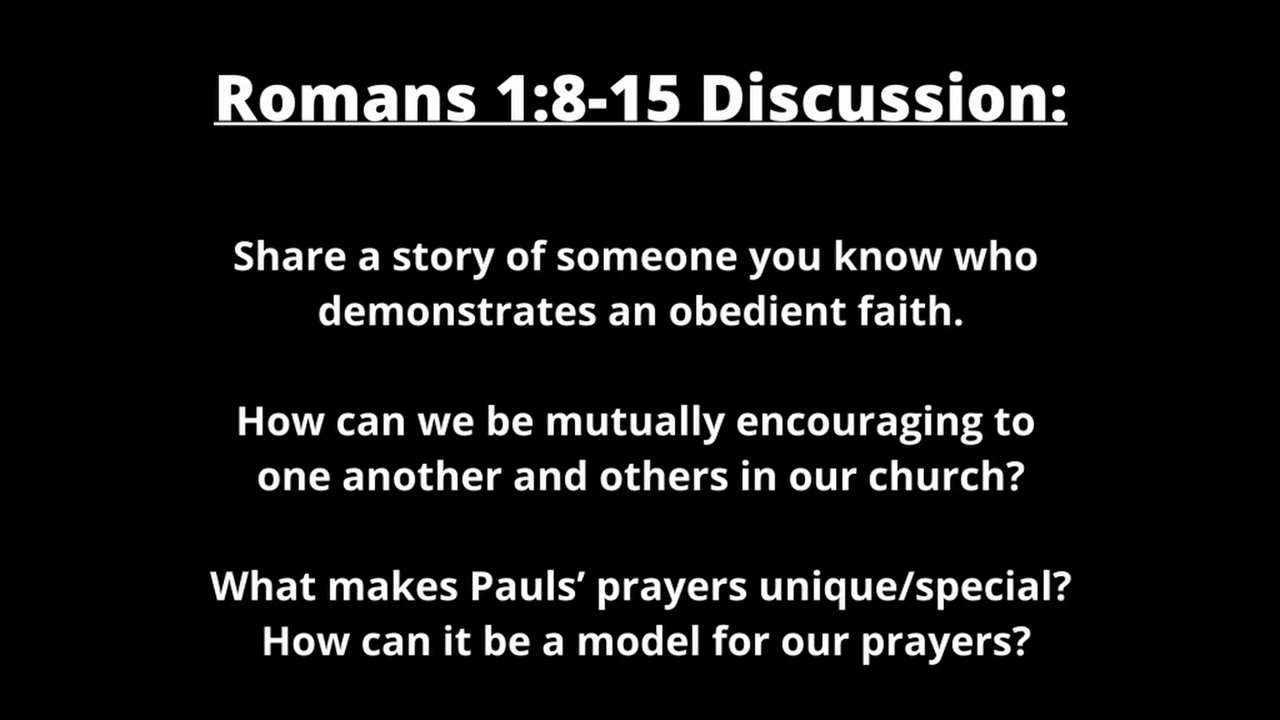 Romans 1:8-15 Discussion:
Share a story of someone you know who
demonstrates an obedient faith.
How can we be mutually encouraging to
one another and others in our church?
What makes Pauls’ prayers unique/special?
How can it be a model for our prayers?